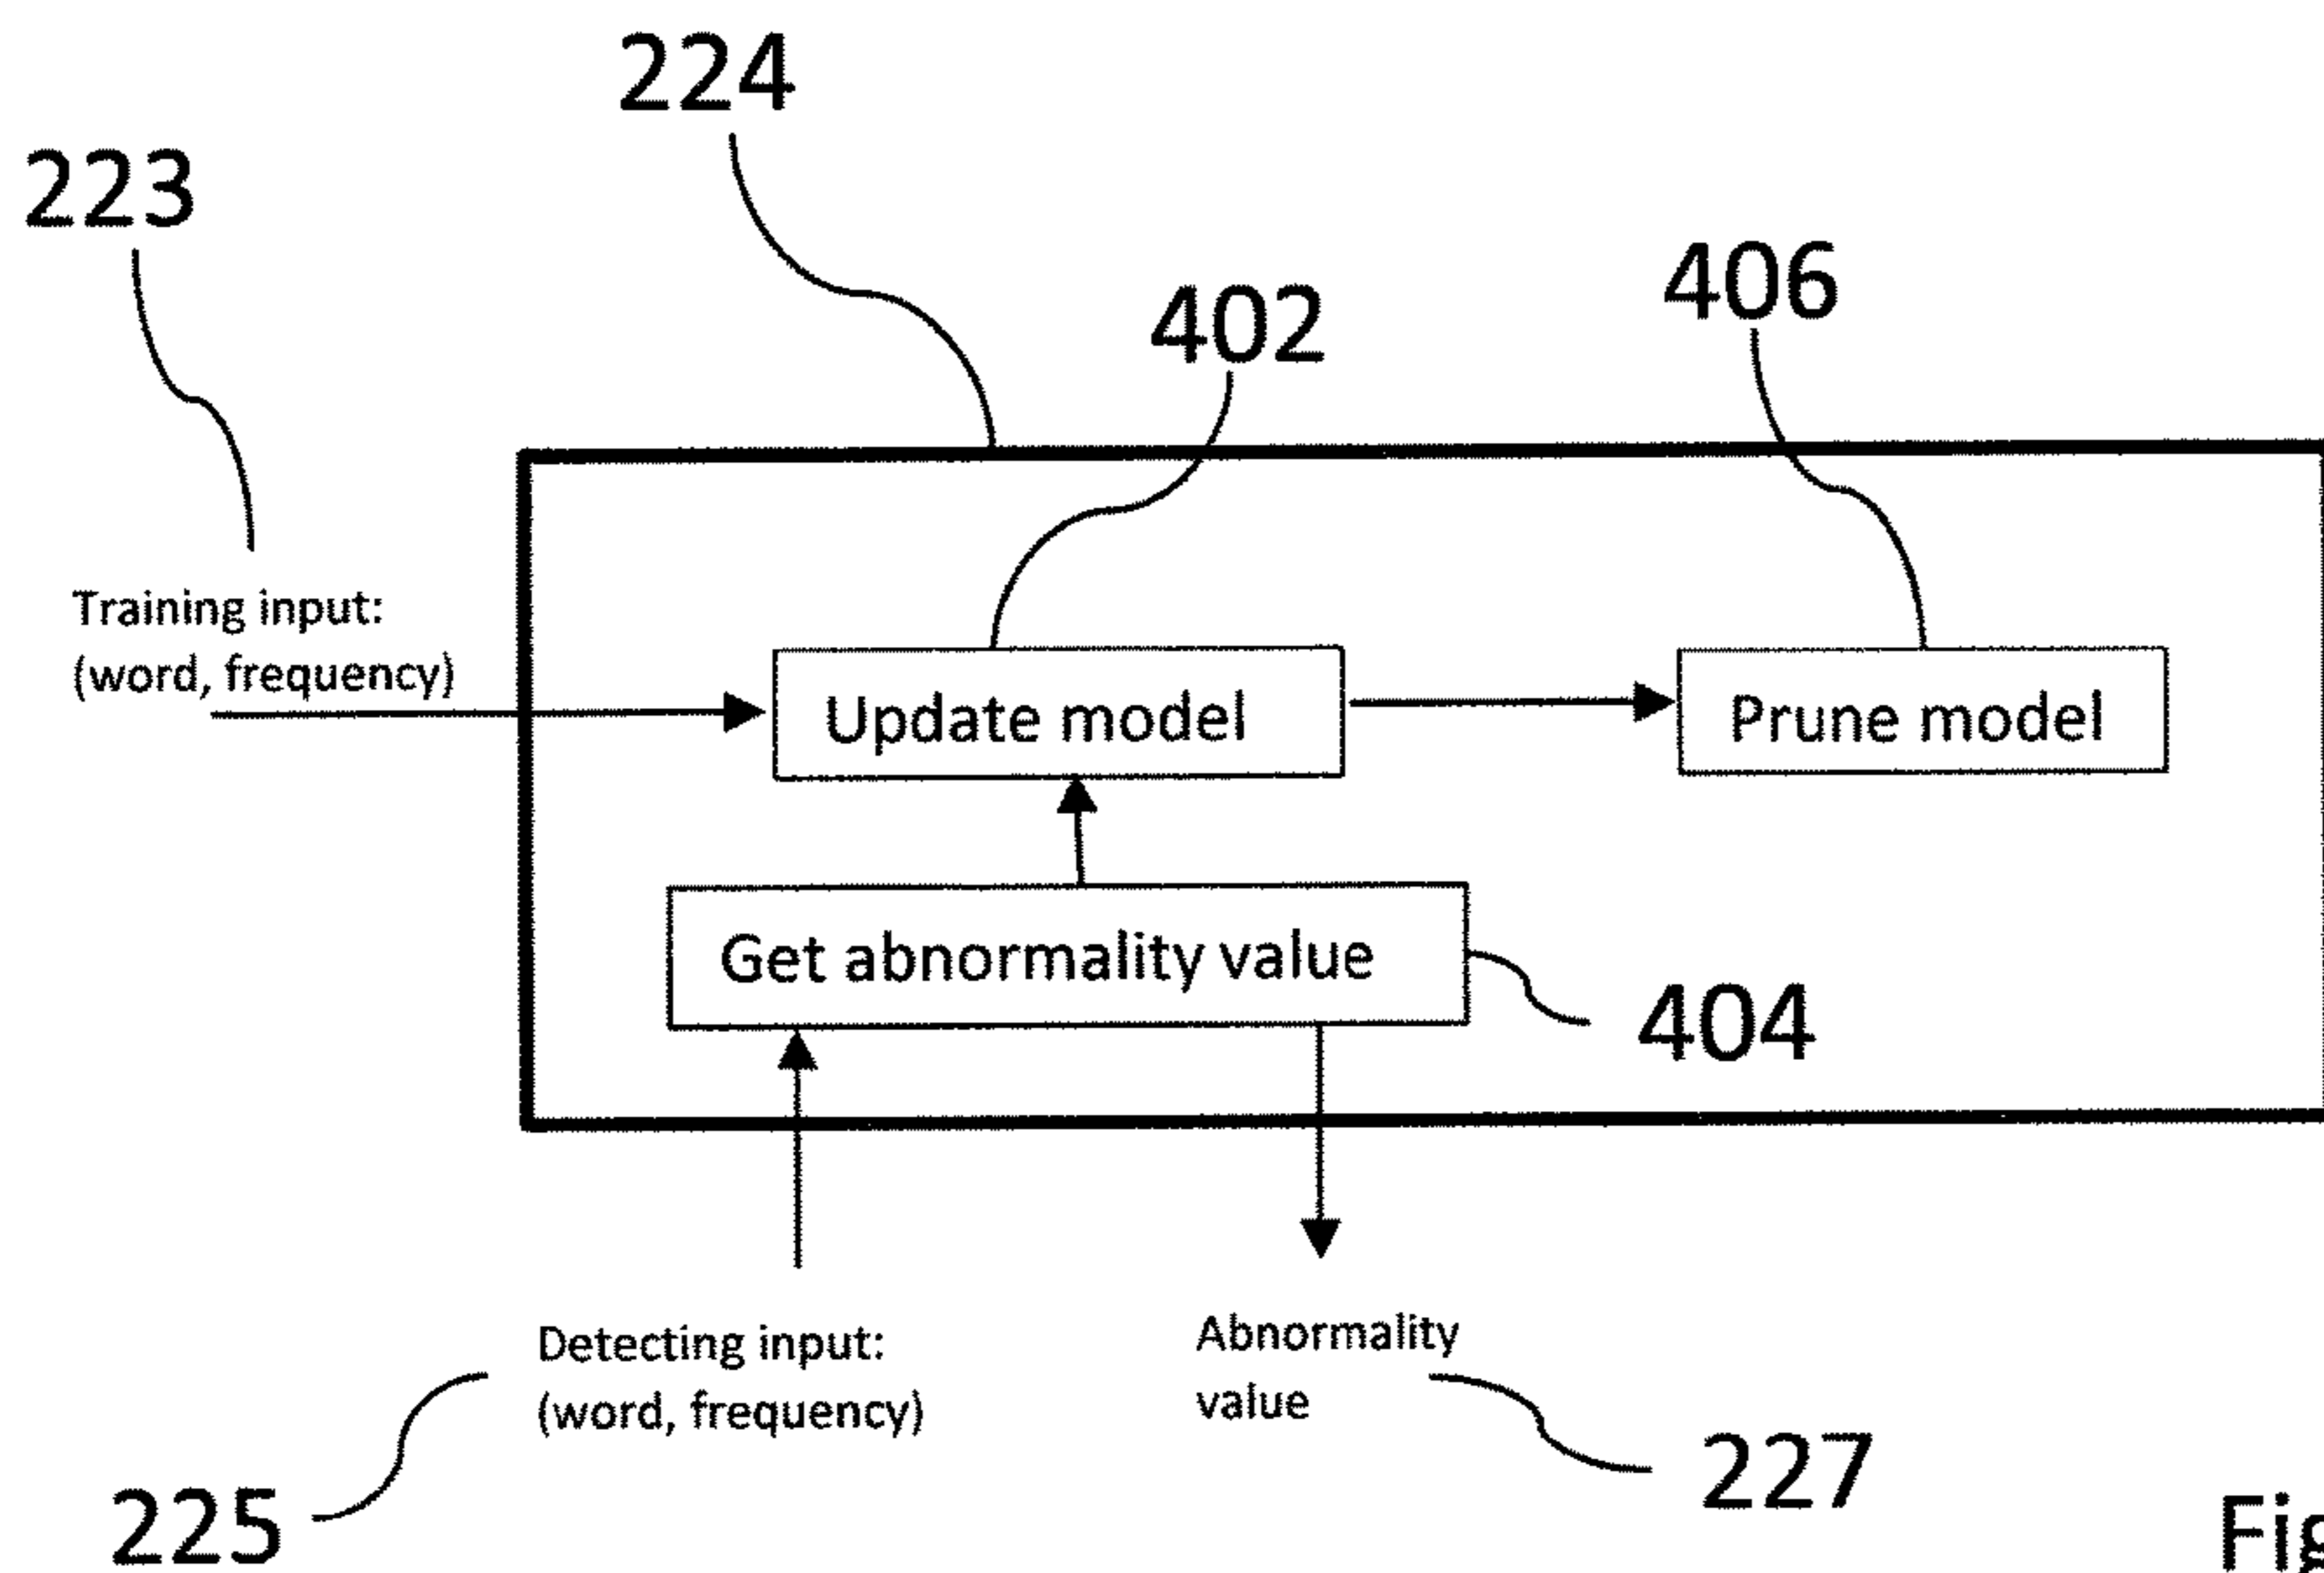 224
223
406
402
Training input:
(word, frequency)
Update model
Prune model
Get abnormality value
404
Detecting input:
(word, frequency)
Abnormality
value
227
225
Fig